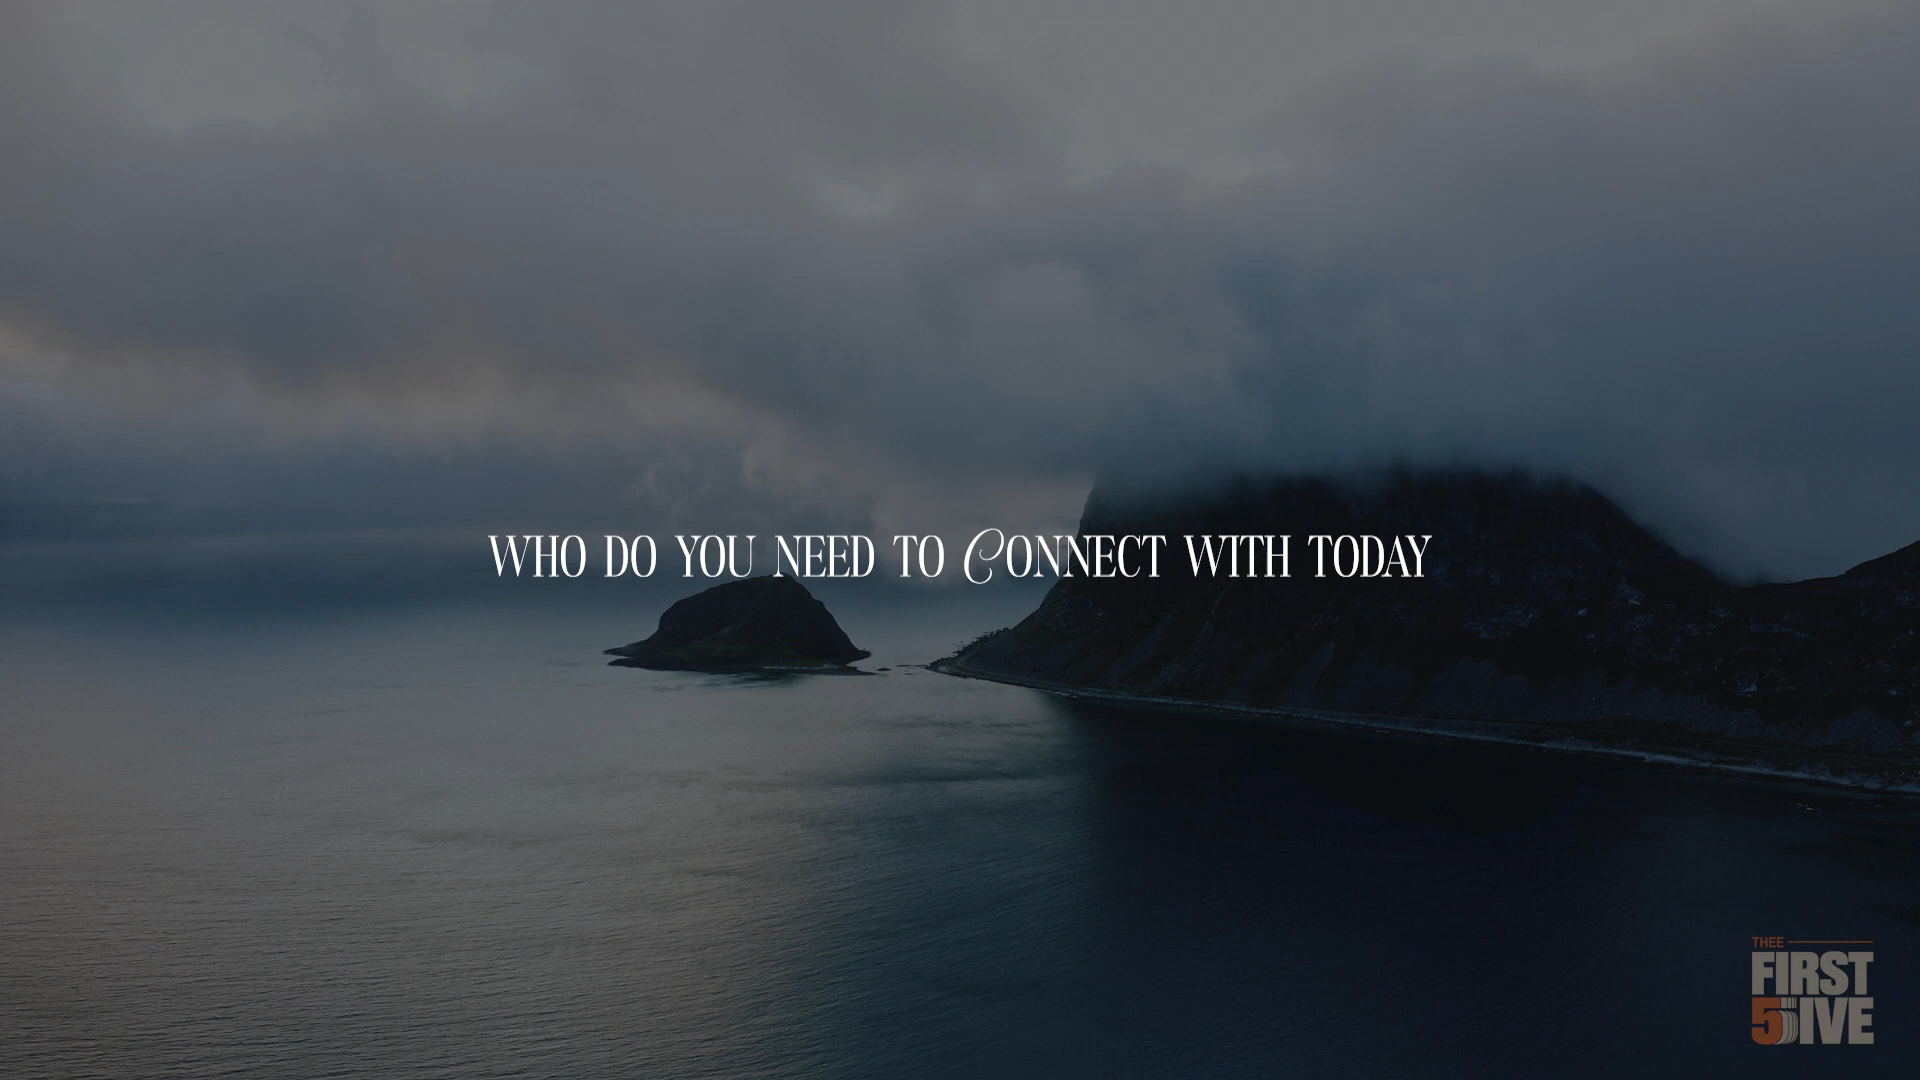 WHO DO YOU NEED TO CONNECT WITH TODAY
THEE
FIRST
5IVE